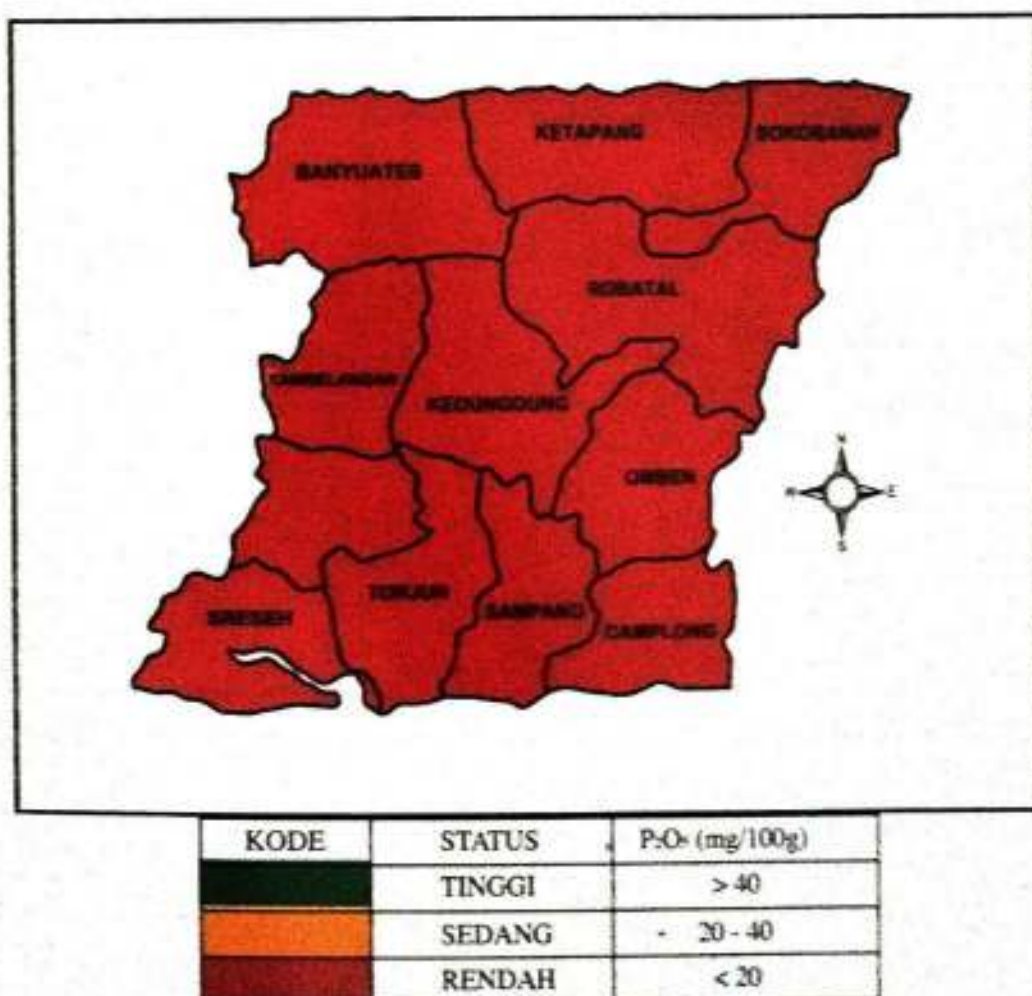 KETAPANG
SOKOBANAH
BANYUATES
ROBATAL
KEDUNGDUNG
OMBEN
TORJUN
SRESEH
SAMPANG
CAMPLONG
N
E
S
KODE STATUS P2O5 (mg/100g)
TINGGI > 40
SEDANG - 20 - 40
RENDAH < 20